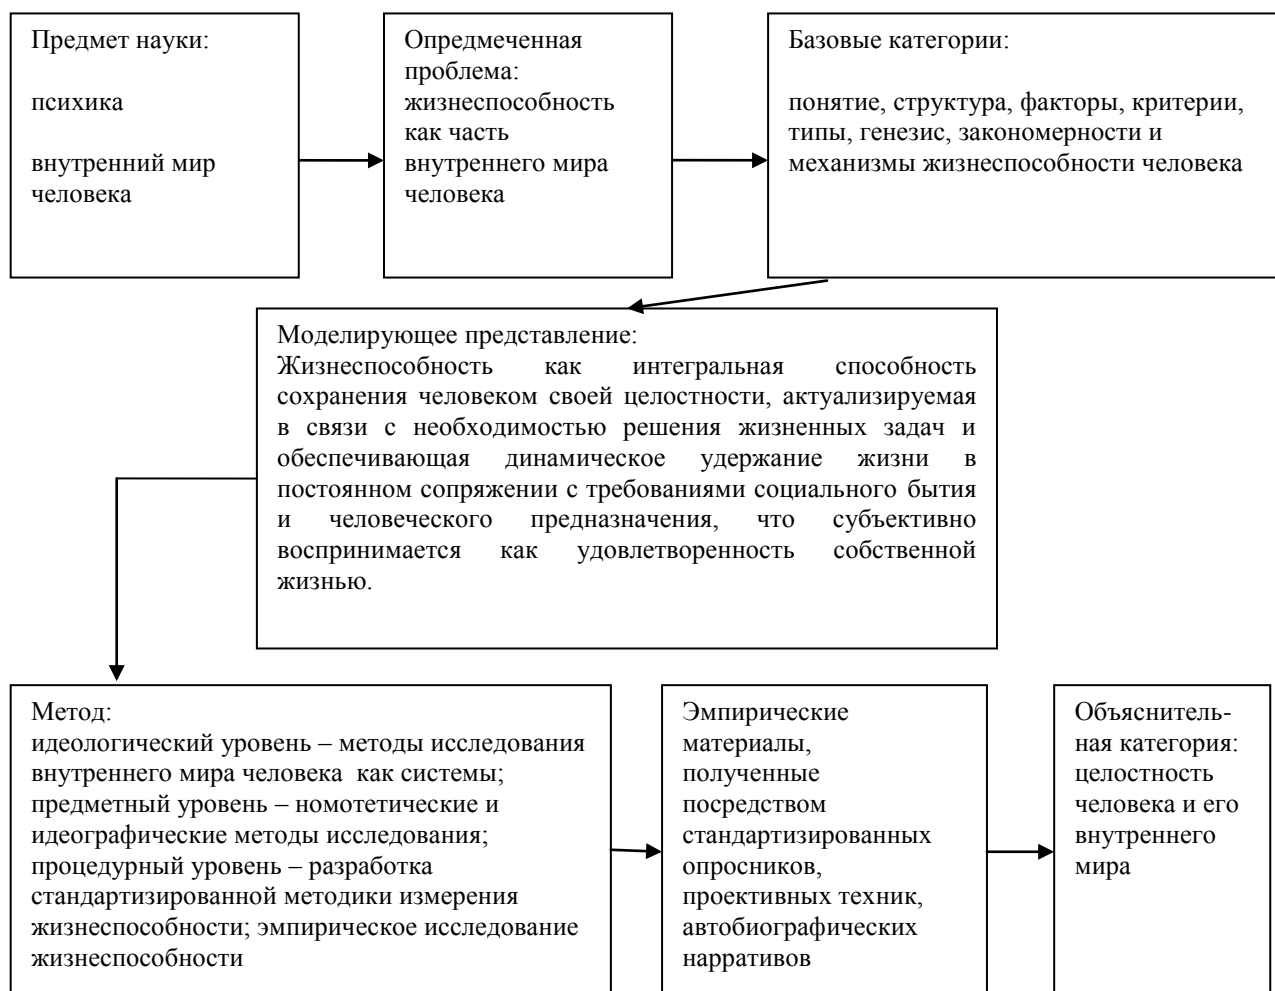 Предмет науки:
психика
внутренний мир
человека
Опредмеченная
проблема:
жизнеспособность
как часть
внутреннего мира
человека
Базовые категории:
понятие, структура, факторы, критерии,
типы, генезис, закономерности и
механизмы жизнеспособности человека
Моделирующее представление:
Жизнеспособность как интегральная способность
сохранения человеком своей целостности, актуализируемая
в связи с необходимостью решения жизненных задач и
обеспечивающая динамическое удержание жизни в
постоянном сопряжении с требованиями социального бытия
и человеческого предназначения, что субъективно
воспринимается как удовлетворенность собственной
жизнью.
Метод:
идеологический уровень – методы исследования
внутреннего мира человека как системы;
предметный уровень – номотетические и
идеографические методы исследования;
процедурный уровень – разработка
стандартизированной методики измерения
жизнеспособности; эмпирическое исследование
жизнеспособности
Эмпирические
материалы,
полученные
посредством
стандартизированных
опросников,
проективных техник,
автобиографических
нарративов
Объяснитель-
ная категория:
целостность
человека и его
внутреннего
мира